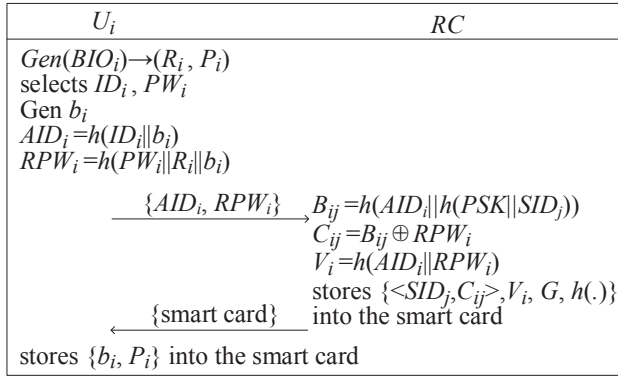 U_i RC
Gen(BIO_i)→(R_i, P_i)
selects ID_i, PW_i
Gen b_i
AID_i=h(ID_i||b_i)
RPW_i=h(PW_i||R_i||b_i)
{AID_i, RPW_i} B_ij=h(AID_i||h(PSK||SID_j))
C_ij=B_ij⊕RPW_i
V_i=h(AID_i||RPW_i)
stores {<SID_j,C_ij>,V_i, G, h(.)}
{smart card} into the smart card
stores {b_i, P_i} into the smart card